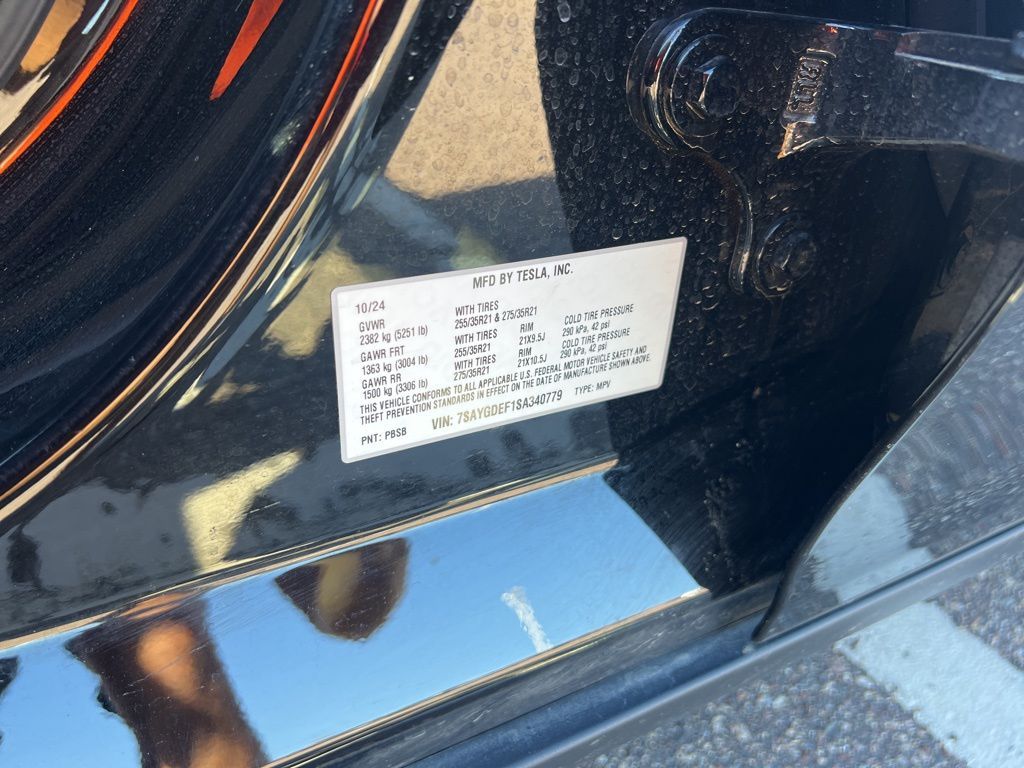 MFD BY TESLA, INC.
10/24
GVWR WITH TIRES
2382 kg (5251 lb) 255/35R21 & 275/35R21
GAWR FRT WITH TIRES RIM COLD TIRE PRESSURE
1363 kg (3004 lb) 255/35R21 21X9.5J 290 kPa, 42 psi
GAWR RR WITH TIRES RIM COLD TIRE PRESSURE
1500 kg (3306 lb) 275/35R21 21X10.5J 290 kPa, 42 psi
THIS VEHICLE CONFORMS TO ALL APPLICABLE U.S. FEDERAL MOTOR VEHICLE SAFETY AND
THEFT PREVENTION STANDARDS IN EFFECT ON THE DATE OF MANUFACTURE SHOWN ABOVE.
PNT: PBSB VIN: 7SAYGDEF1SA340779 TYPE: MPV